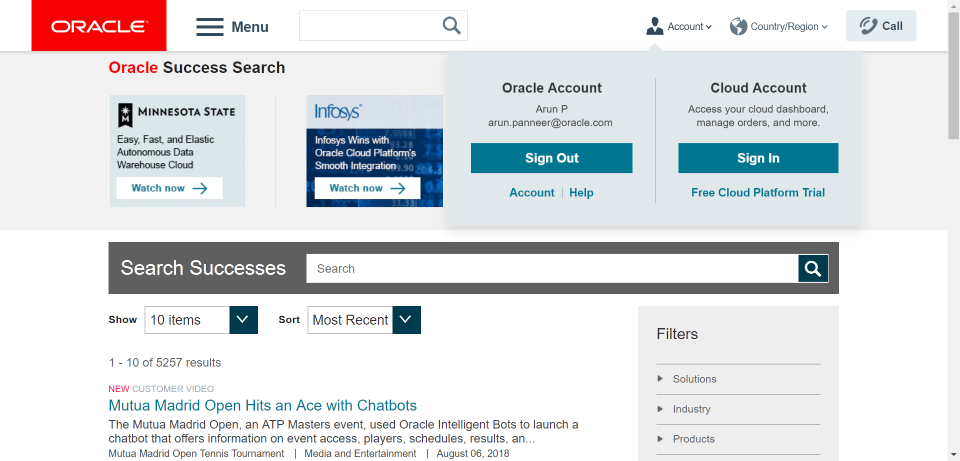 ORACLE
Menu
Account
Country/Region
Call
Oracle Success Search
MINNESOTA STATE
Easy, Fast, and Elastic
Autonomous Data
Warehouse Cloud
Watch now
Infosys
Infosys Wins with
Oracle Cloud Platform's
Smooth Integration
Watch now
Oracle Account
Arun P
arun.panneer@oracle.com
Sign Out
Account | Help
Cloud Account
Access your cloud dashboard,
manage orders, and more.
Sign In
Free Cloud Platform Trial
Search Successes
Search
Show
10 items
Sort
Most Recent
1 - 10 of 5257 results
NEW CUSTOMER VIDEO
Mutua Madrid Open Hits an Ace with Chatbots
The Mutua Madrid Open, an ATP Masters event, used Oracle Intelligent Bots to launch a
chatbot that offers information on event access, players, schedules, results, an...
Mutua Madrid Open Tennis Tournament | Media and Entertainment | August 06, 2018
Filters
Solutions
Industry
Products